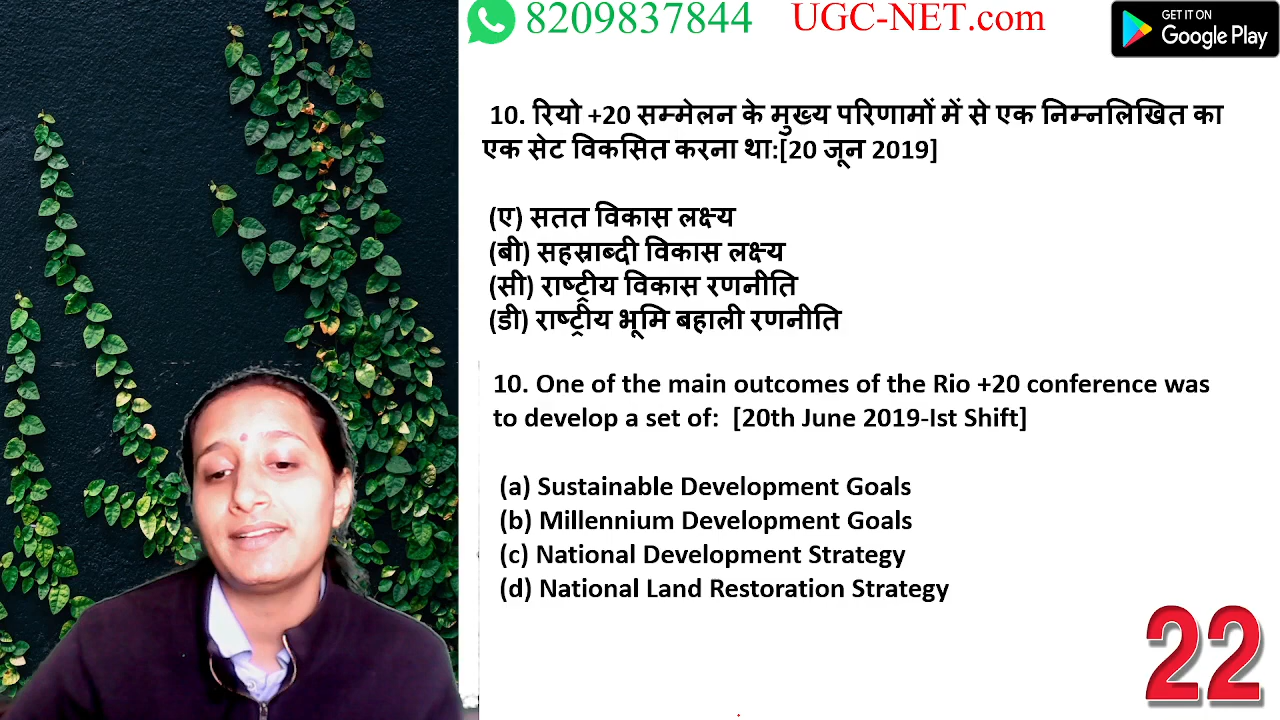 8209837844 UGC-NET.com GET IT ON Google Play
10. रियो +20 सम्मेलन के मुख्य परिणामों में से एक निम्नलिखित का
एक सेट विकसित करना था:[20 जून 2019]
(ए) सतत विकास लक्ष्य
(बी) सहस्राब्दी विकास लक्ष्य
(सी) राष्ट्रीय विकास रणनीति
(डी) राष्ट्रीय भूमि बहाली रणनीति
10. One of the main outcomes of the Rio +20 conference was
to develop a set of: [20th June 2019-Ist Shift]
(a) Sustainable Development Goals
(b) Millennium Development Goals
(c) National Development Strategy
(d) National Land Restoration Strategy
22